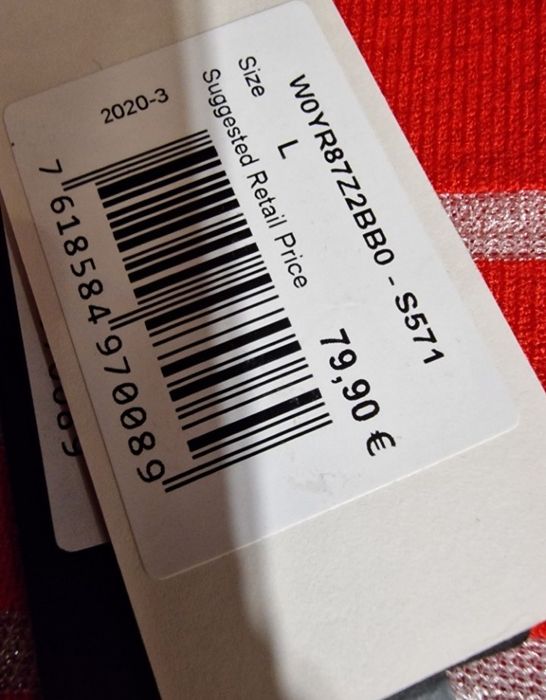 W0YR87Z2BB0 - S571
Size L
Suggested Retail Price 79,90 €
2020-3
7 618584 970089